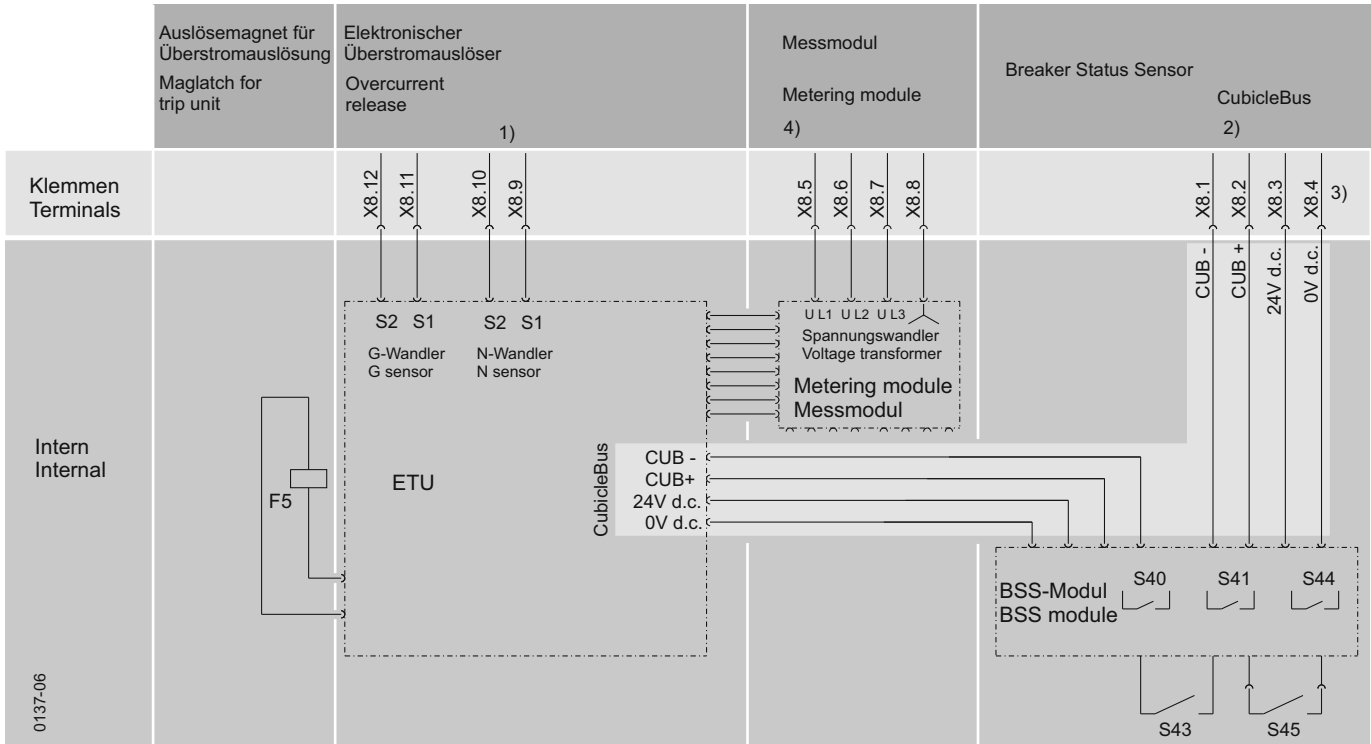 Auslösemagnet für
Überstromauslösung
Maglatch for
trip unit
Elektronischer
Überstromauslöser
Overcurrent
release
1)
Messmodul
Metering module
4)
Breaker Status Sensor
CubicleBus
2)
Klemmen
Terminals
X8.12
X8.11
X8.10
X8.9
X8.5
X8.6
X8.7
X8.8
X8.1
X8.2
X8.3
X8.4
3)
CUB -
CUB +
24V d.c.
0V d.c.
S2 S1
S2 S1
G-Wandler
G sensor
N-Wandler
N sensor
U L1 U L2 U L3
Spannungswandler
Voltage transformer
Metering module
Messmodul
Intern
Internal
F5
ETU
CubicleBus
CUB -
CUB+
24V d.c.
0V d.c.
BSS-Modul
BSS module
S40
S41
S44
S43
S45
0137-06